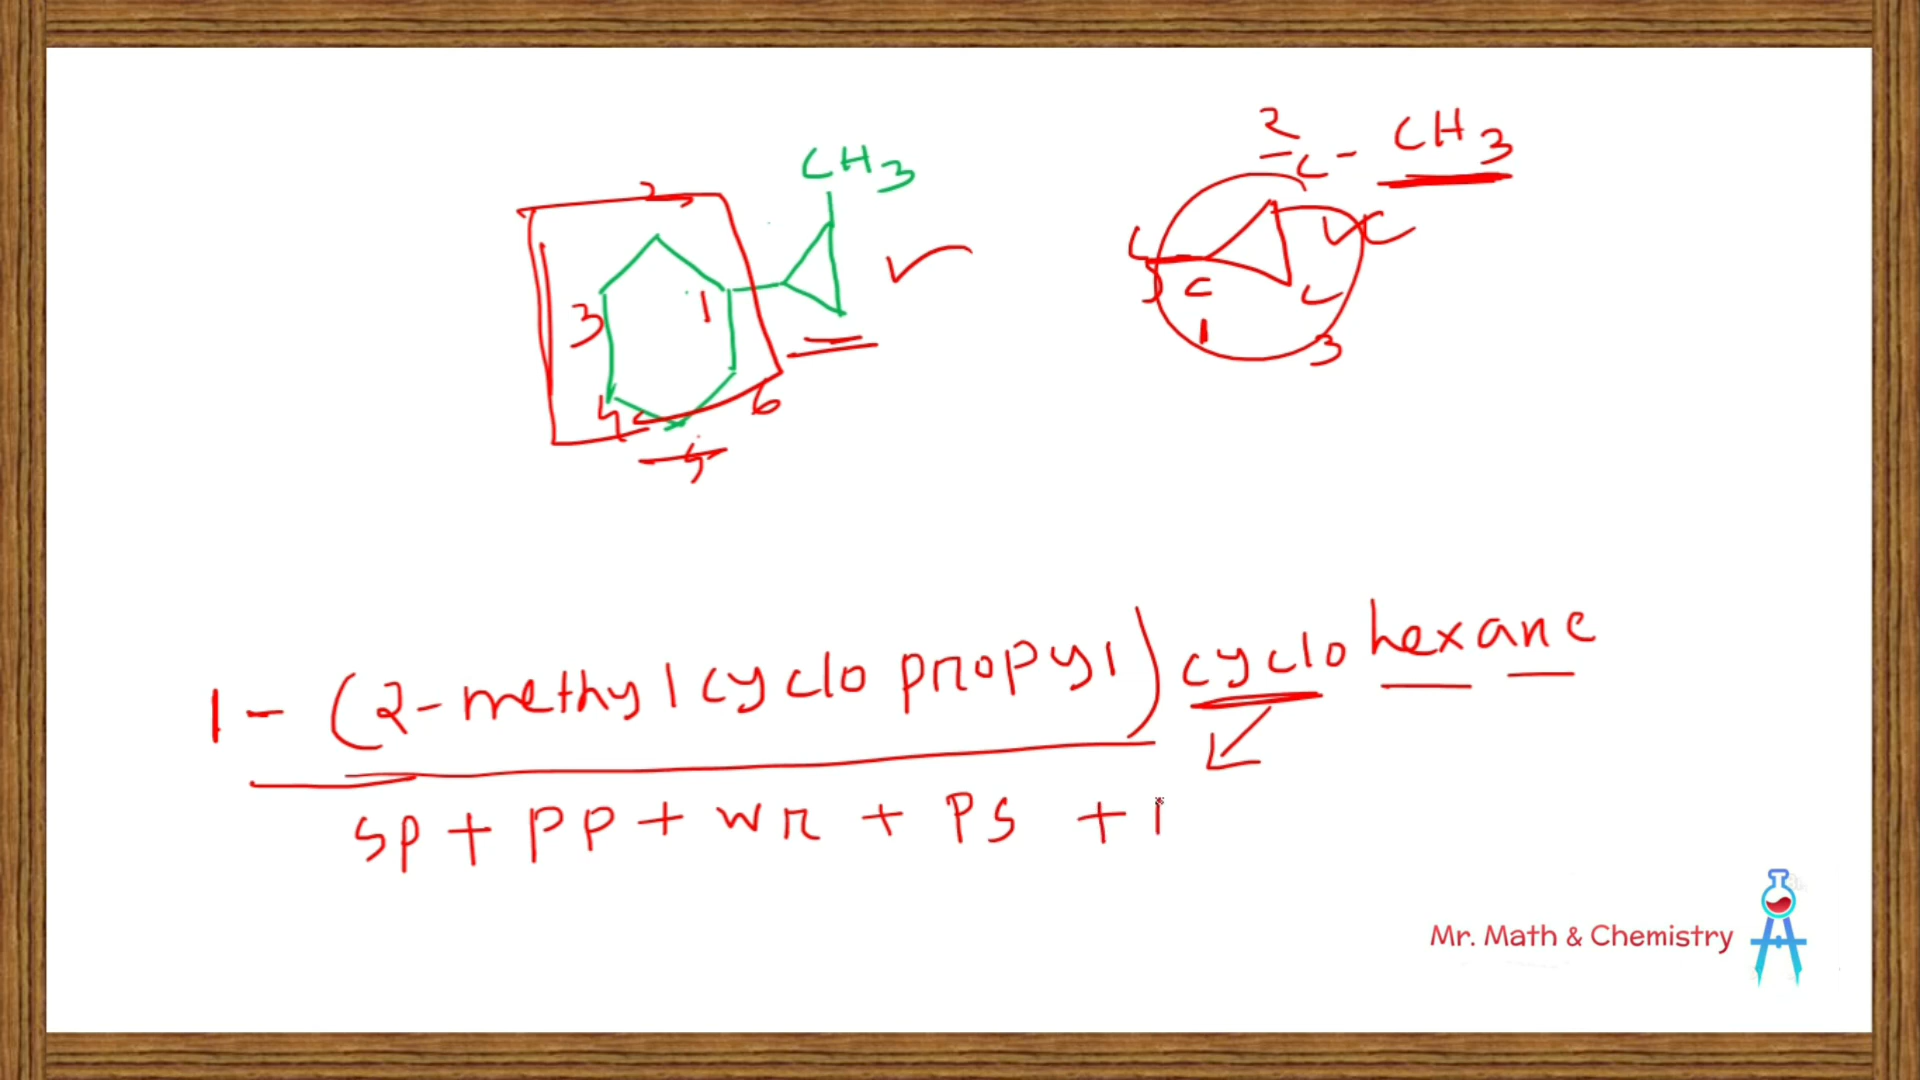 CH3
2
3
1
4
5
6
2
C - CH3
C
C
C
1
3
1 - (2-methylcyclopropyl) cyclohexane
SP + PP + WR + PS + 1
Mr. Math & Chemistry